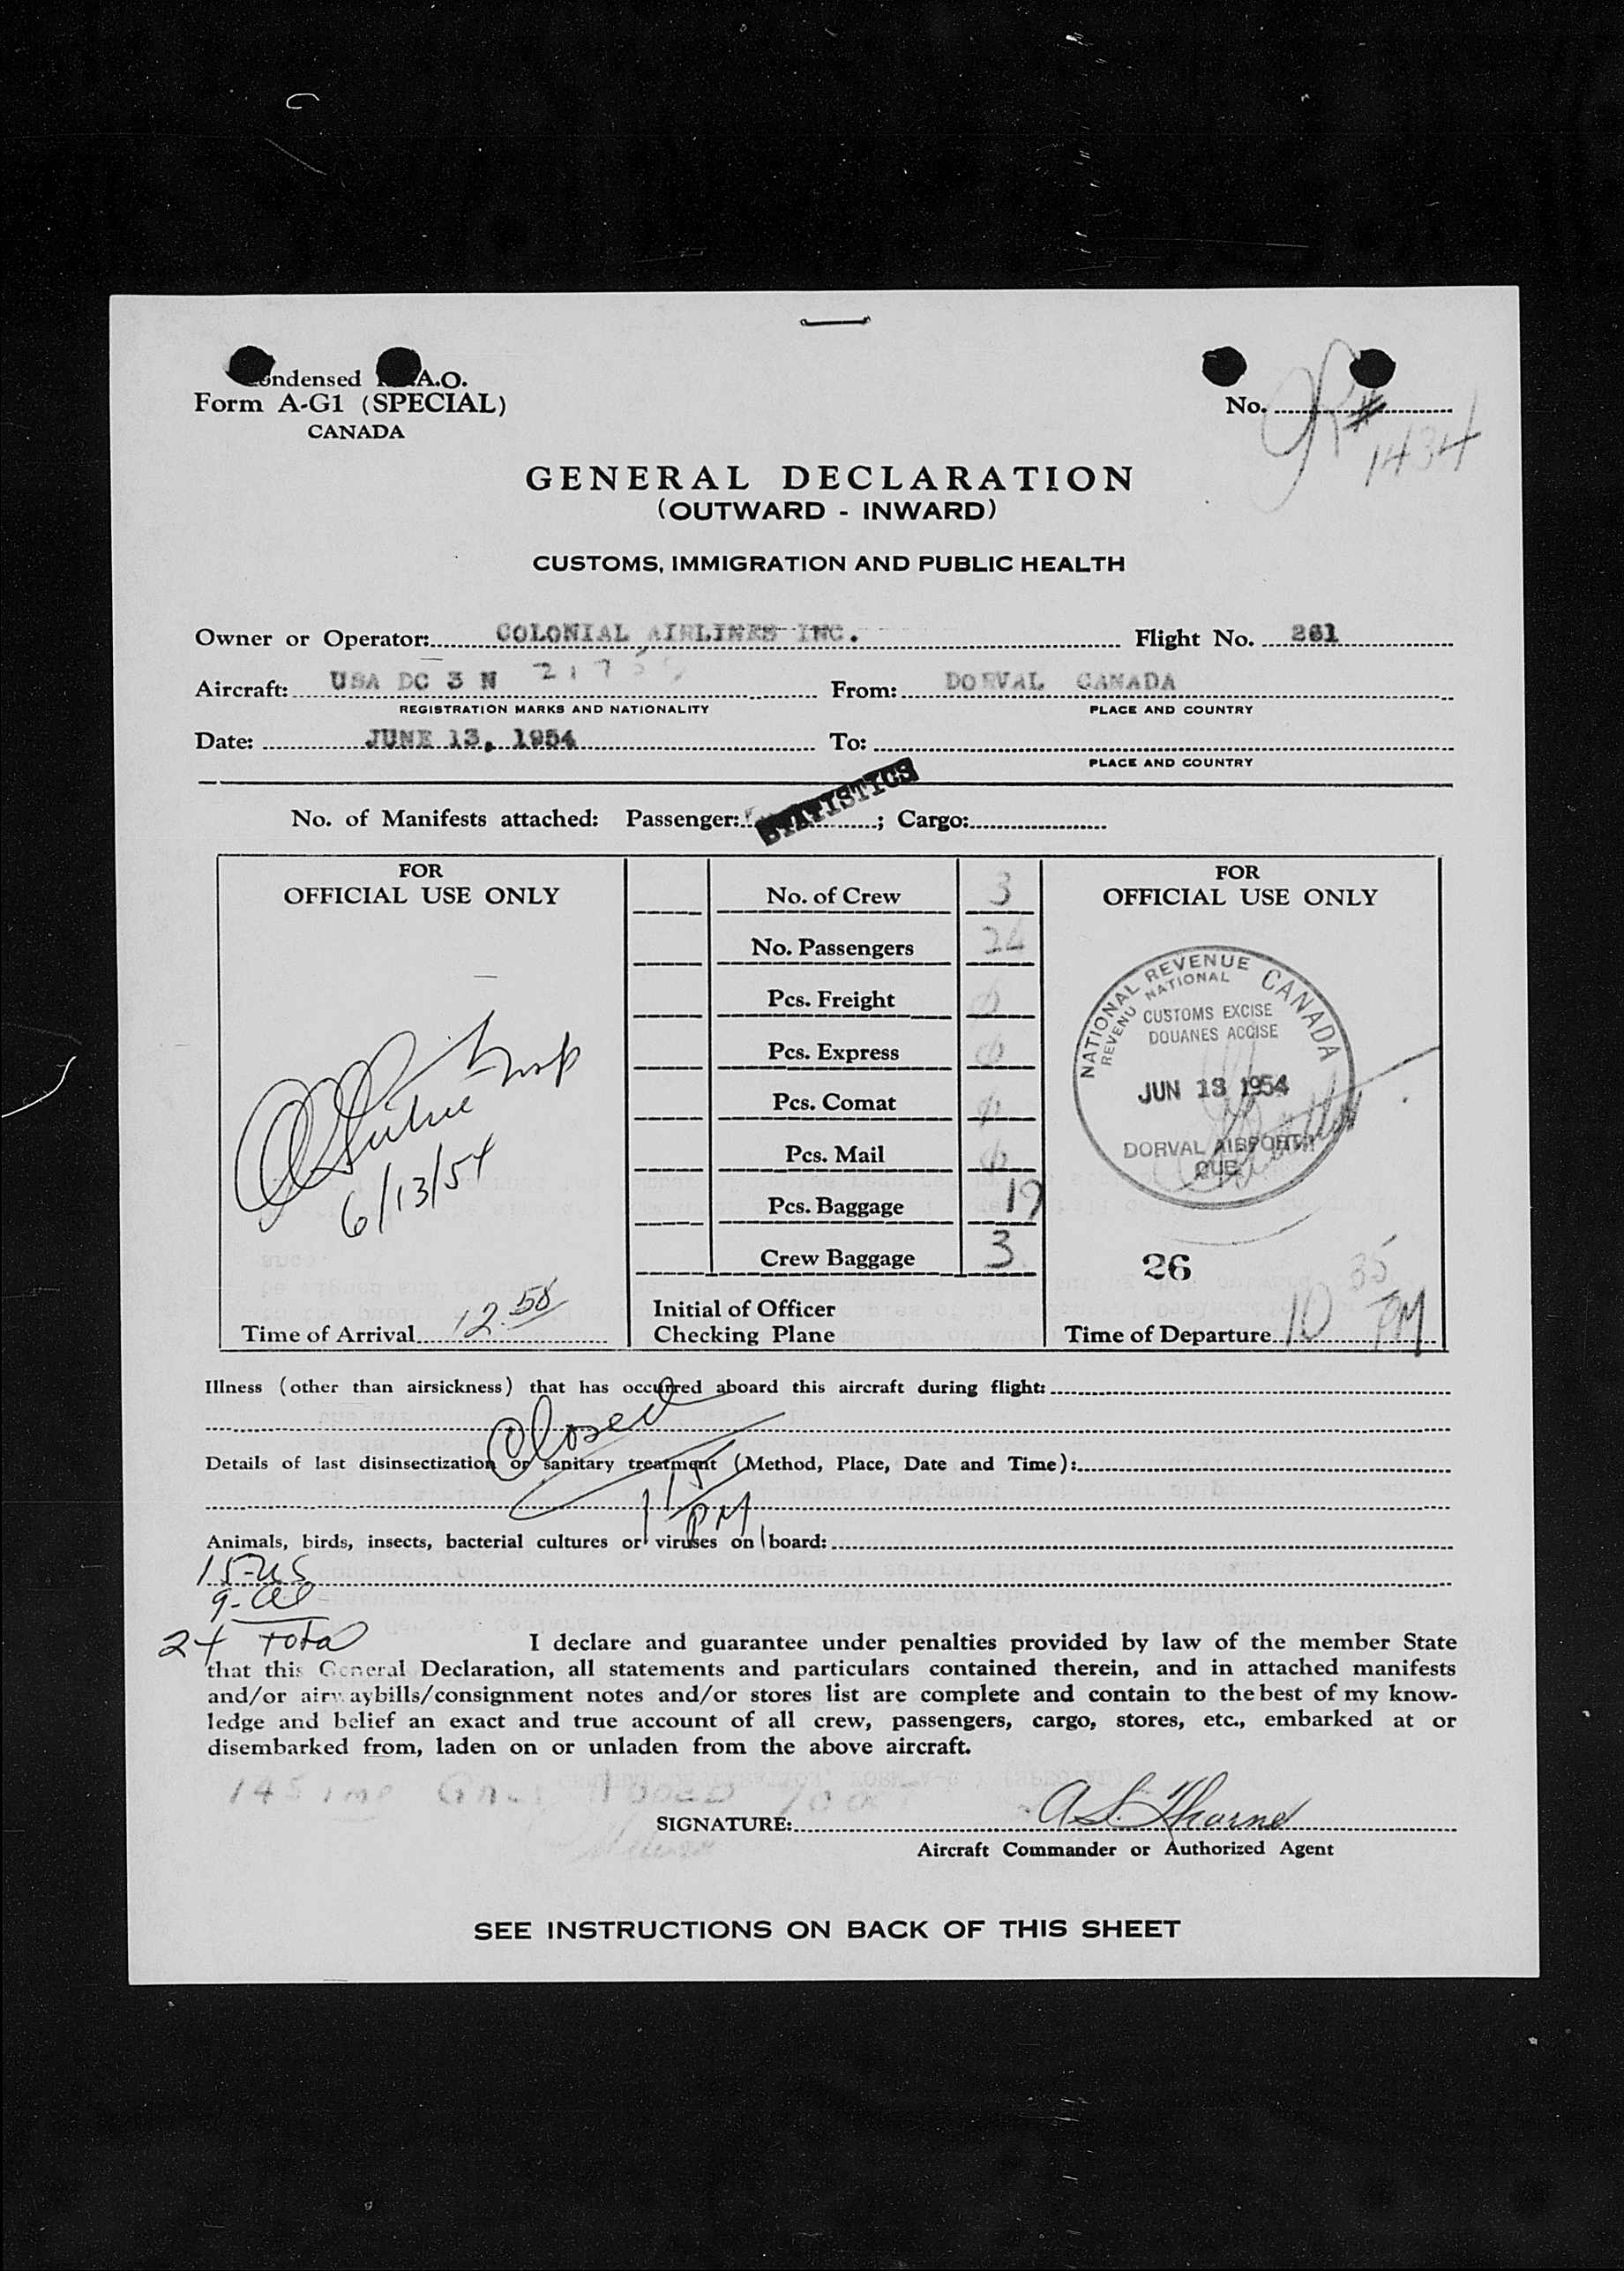 Condensed I.C.A.O.
Form A-G1 (SPECIAL)
CANADA
No. #
1434
GENERAL DECLARATION
(OUTWARD - INWARD)
CUSTOMS, IMMIGRATION AND PUBLIC HEALTH
Owner or Operator: COLONIAL AIRLINES INC. Flight No. 261
Aircraft: USA DC 3 N From: DORVAL CANADA
REGISTRATION MARKS AND NATIONALITY PLACE AND COUNTRY
Date: JUNE 13, 1954 To:
PLACE AND COUNTRY
STATISTICS
No. of Manifests attached: Passenger: ; Cargo:
FOR
OFFICIAL USE ONLY
6/13/54
Time of Arrival 12.58
No. of Crew 3
No. Passengers 24
Pcs. Freight ϕ
Pcs. Express ϕ
Pcs. Comat ϕ
Pcs. Mail ϕ
Pcs. Baggage 19
Crew Baggage 3
Initial of Officer
Checking Plane
FOR
OFFICIAL USE ONLY
NATIONAL REVENUE CANADA
REVENU NATIONAL
CUSTOMS EXCISE
DOUANES ACCISE
JUN 13 1954
DORVAL AIRPORT
QUE.
26
Time of Departure 10 35 PM
Illness (other than airsickness) that has occurred aboard this aircraft during flight:
Closed
Details of last disinsectization or sanitary treatment (Method, Place, Date and Time):
1 15 PM
Animals, birds, insects, bacterial cultures or viruses on board:
15-US
9-
24 Total
I declare and guarantee under penalties provided by law of the member State
that this General Declaration, all statements and particulars contained therein, and in attached manifests
and/or airwaybills/consignment notes and/or stores list are complete and contain to the best of my know-
ledge and belief an exact and true account of all crew, passengers, cargo, stores, etc., embarked at or
disembarked from, laden on or unladen from the above aircraft.
145 imp Gals
SIGNATURE: A S Thorne
Aircraft Commander or Authorized Agent
SEE INSTRUCTIONS ON BACK OF THIS SHEET